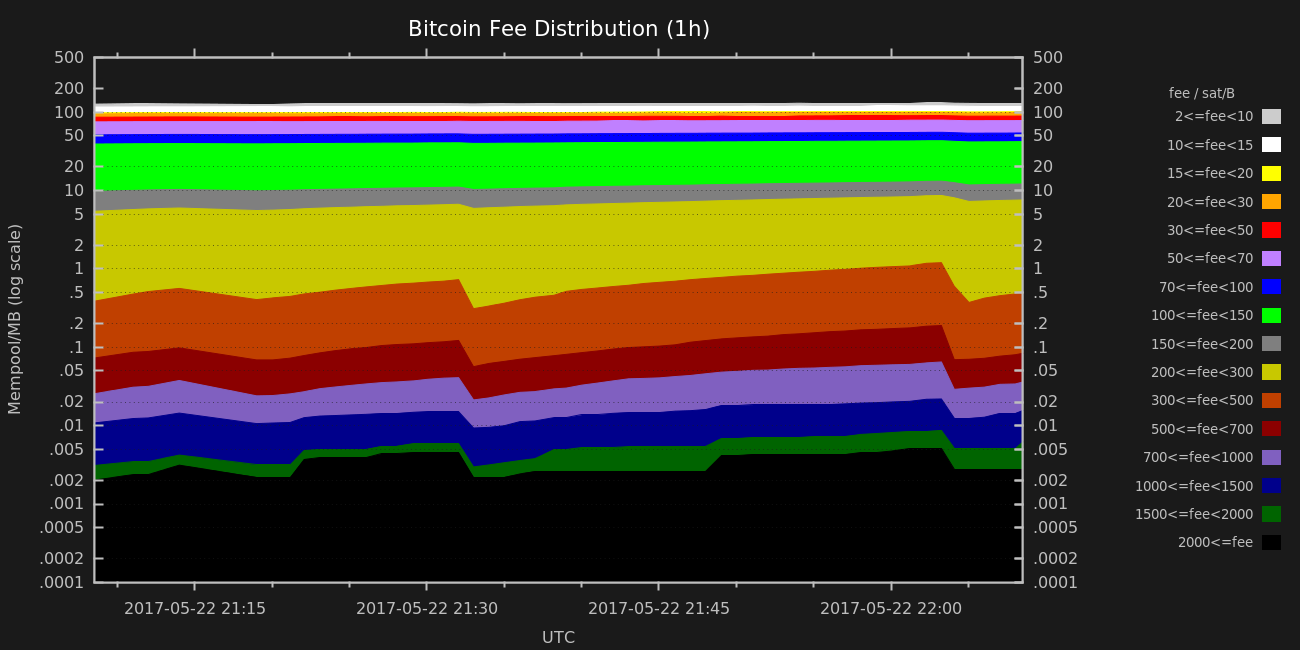 Bitcoin Fee Distribution (1h)
Mempool/MB (log scale)
500
200
100
50
20
10
5
2
1
.5
.2
.1
.05
.02
.01
.005
.002
.001
.0005
.0002
.0001
500
200
100
50
20
10
5
2
1
.5
.2
.1
.05
.02
.01
.005
.002
.001
.0005
.0002
.0001
2017-05-22 21:15
2017-05-22 21:30
2017-05-22 21:45
2017-05-22 22:00
UTC
fee / sat/B
2<=fee<10
10<=fee<15
15<=fee<20
20<=fee<30
30<=fee<50
50<=fee<70
70<=fee<100
100<=fee<150
150<=fee<200
200<=fee<300
300<=fee<500
500<=fee<700
700<=fee<1000
1000<=fee<1500
1500<=fee<2000
2000<=fee